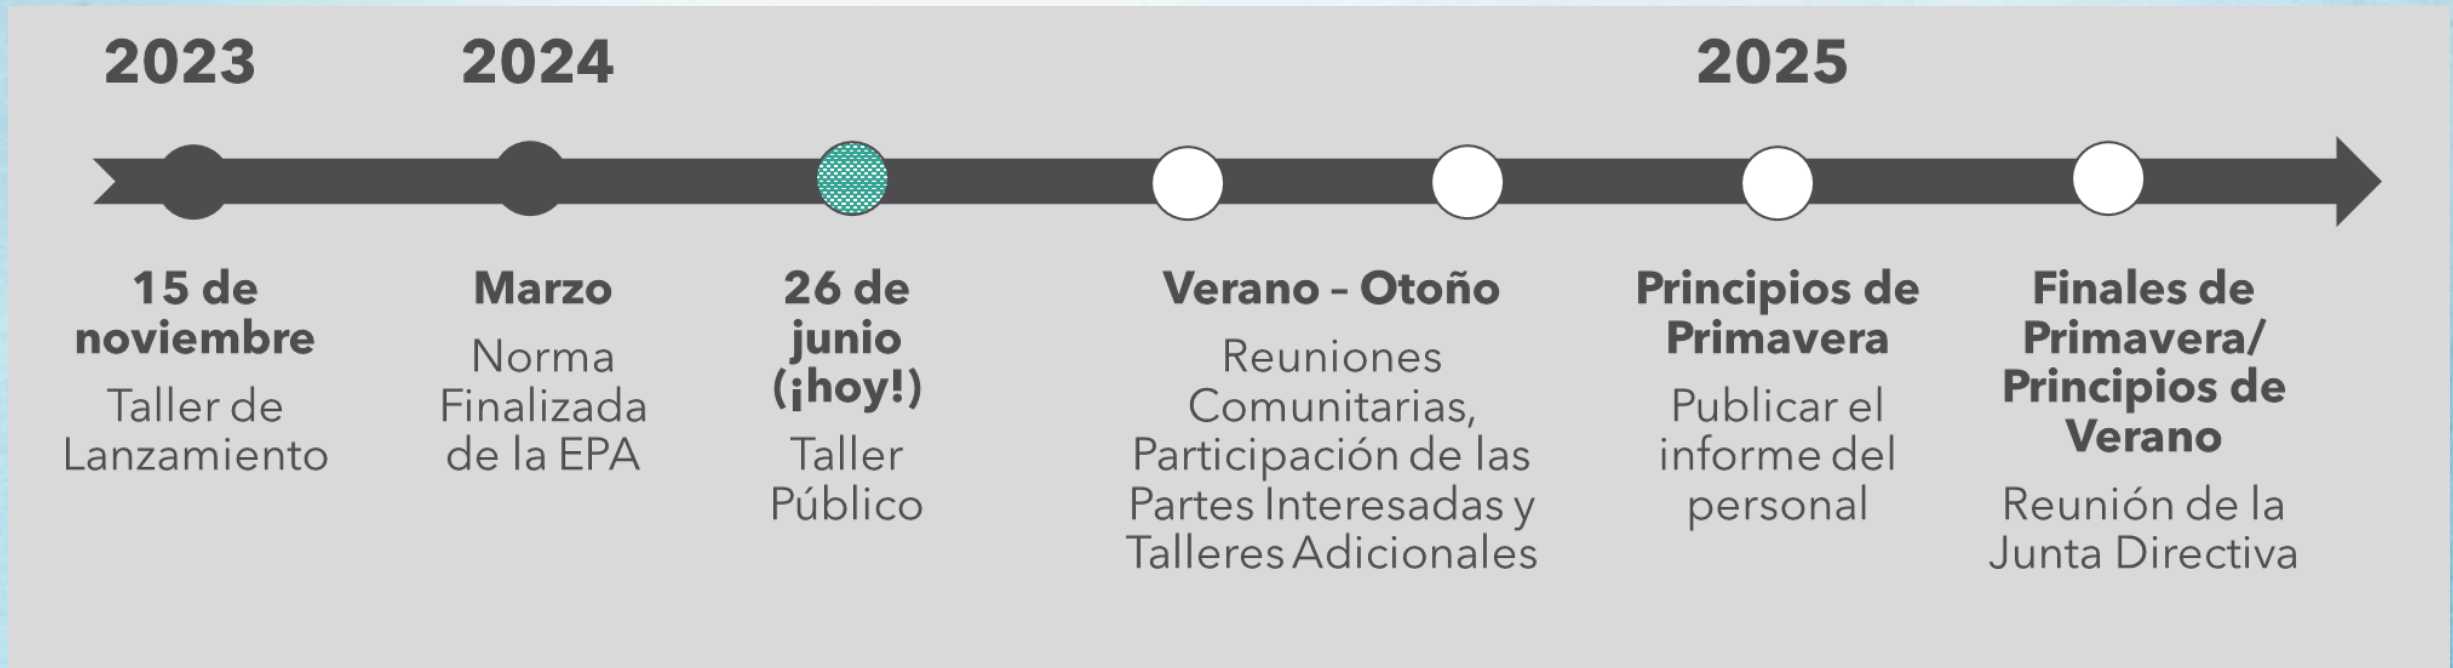 2023
2024
2025
15 de
noviembre
Taller de
Lanzamiento
Marzo
Norma
Finalizada
de la EPA
26 de
junio
(¡hoy!)
Taller
Público
Verano – Otoño
Reuniones
Comunitarias,
Participación de las
Partes Interesadas y
Talleres Adicionales
Principios de
Primavera
Publicar el
informe del
personal
Finales de
Primavera/
Principios de
Verano
Reunión de la
Junta Directiva